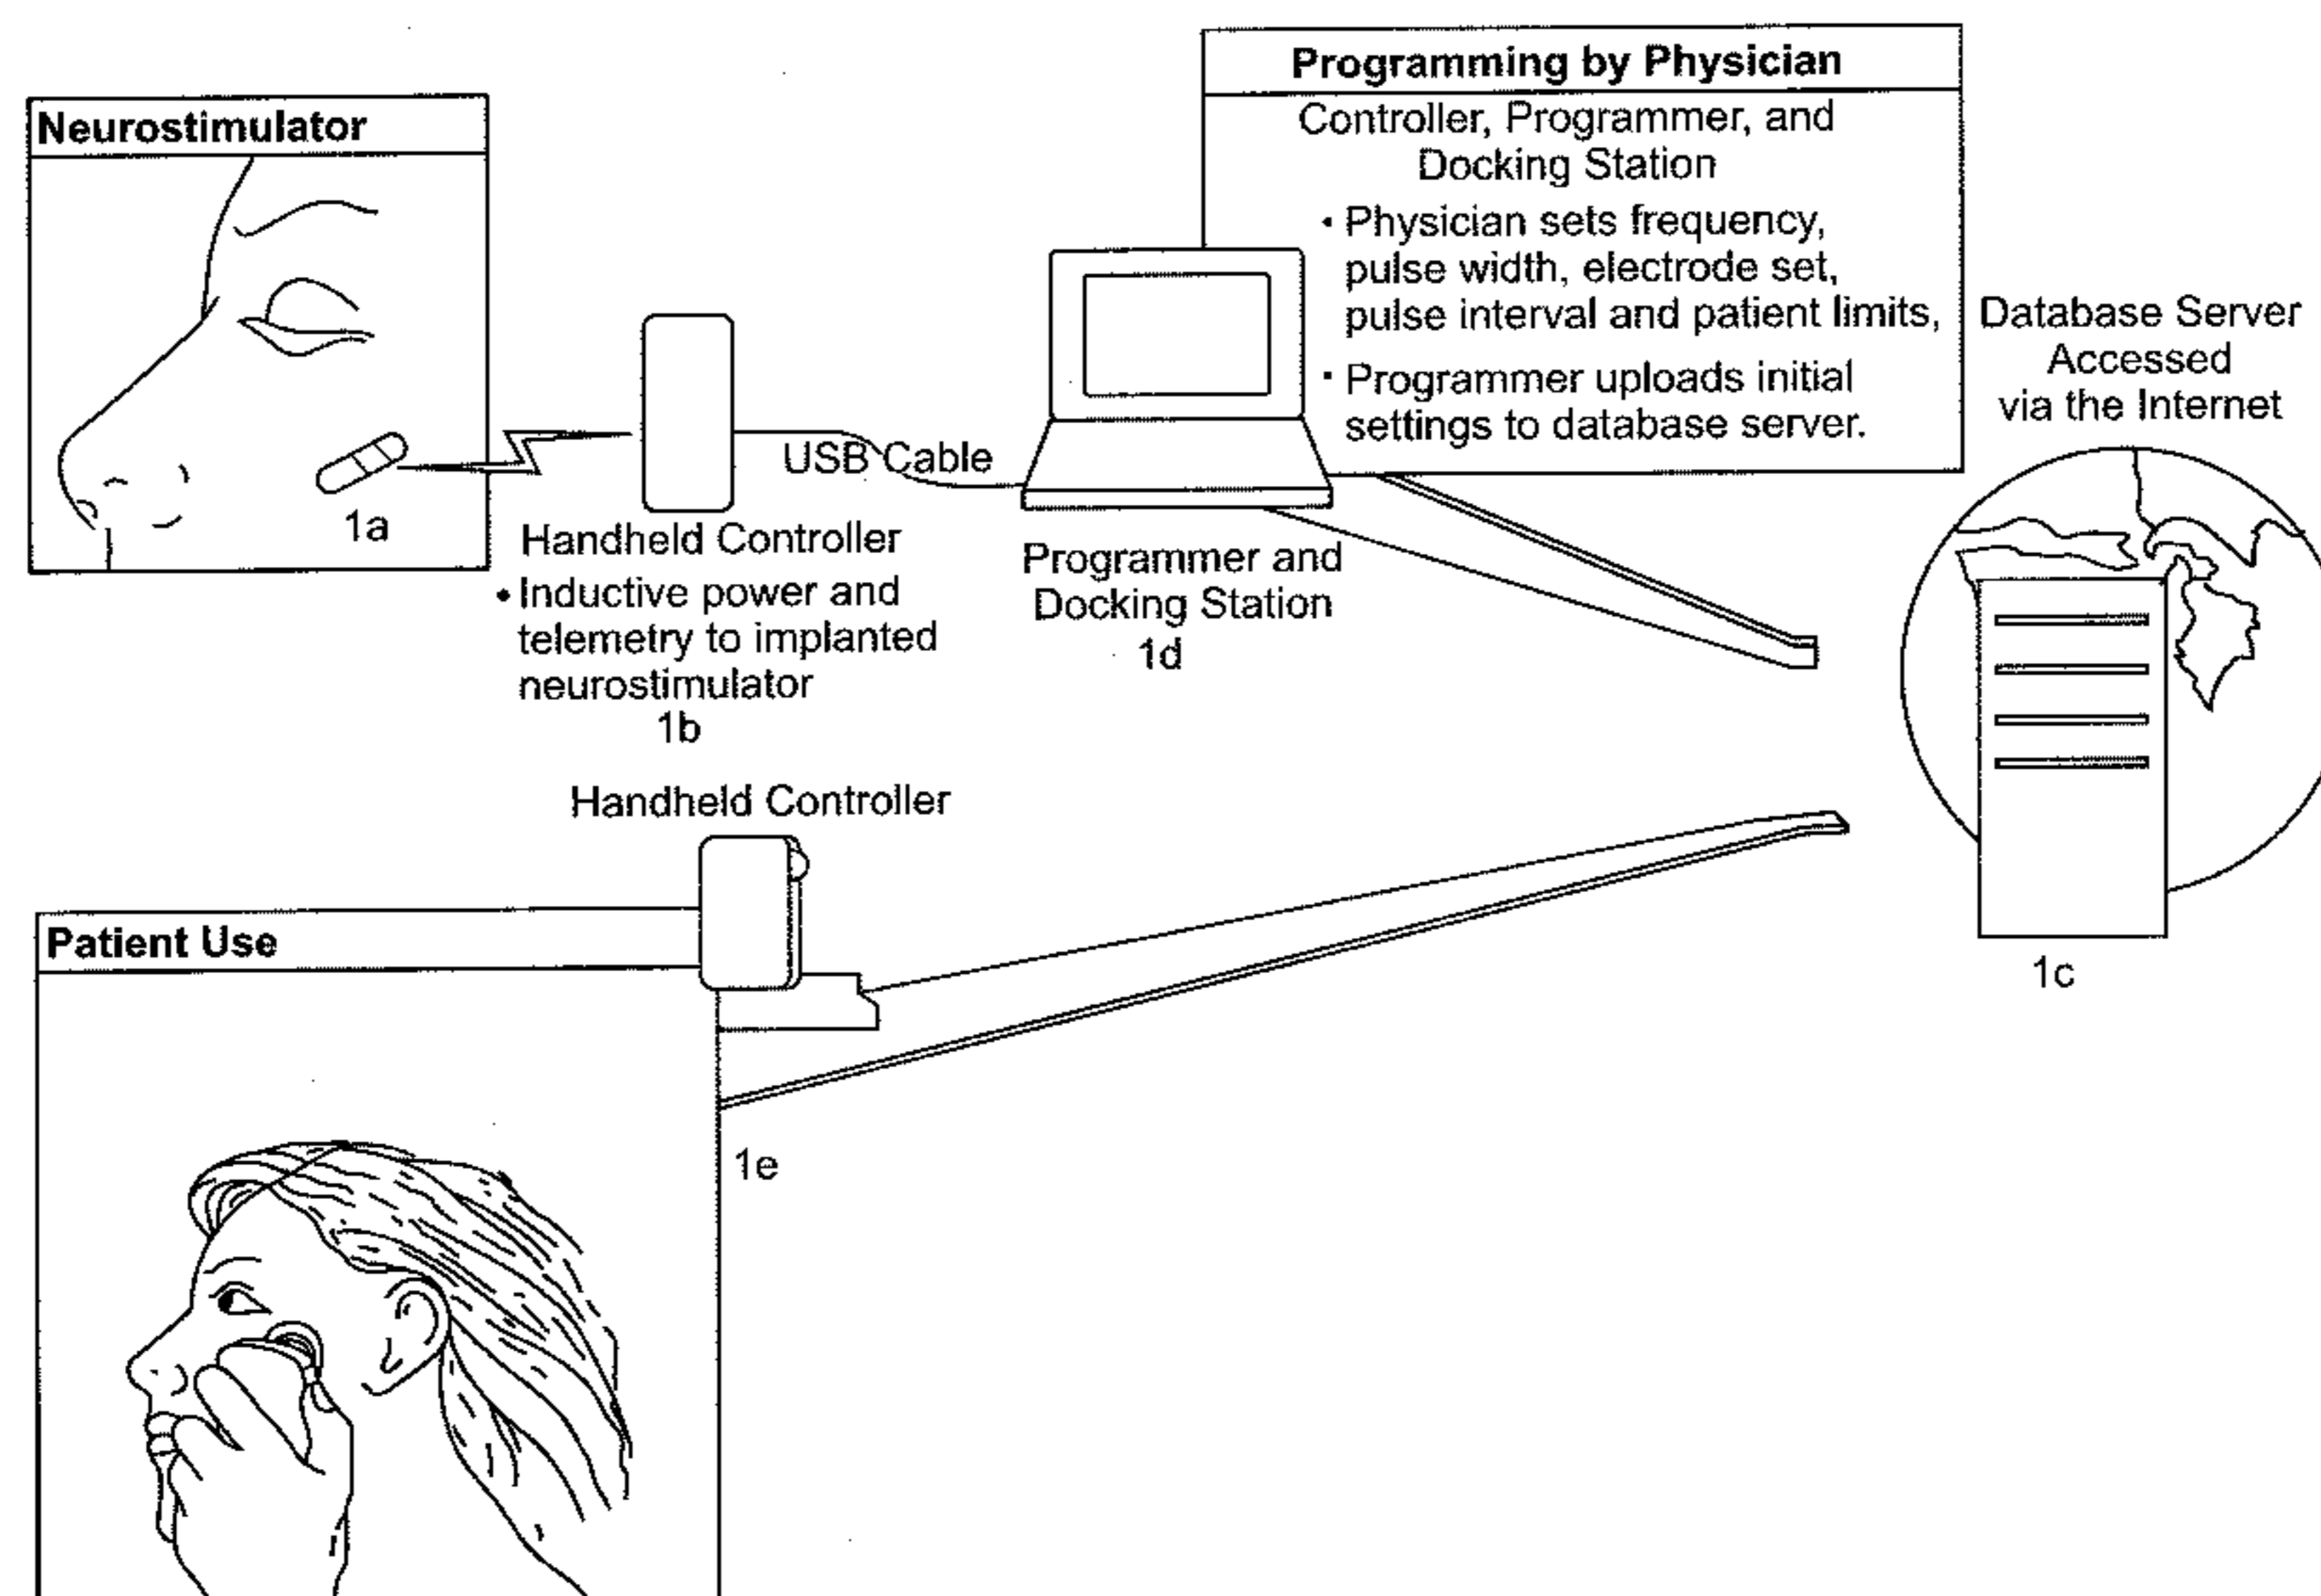 Neurostimulator
1a
Handheld Controller
• Inductive power and
telemetry to implanted
neurostimulator
1b
USB Cable
Programmer and
Docking Station
1d
Programming by Physician
Controller, Programmer, and
Docking Station
• Physician sets frequency,
pulse width, electrode set,
pulse interval and patient limits,
• Programmer uploads initial
settings to database server.
Database Server
Accessed
via the Internet
1c
Handheld Controller
Patient Use
1e